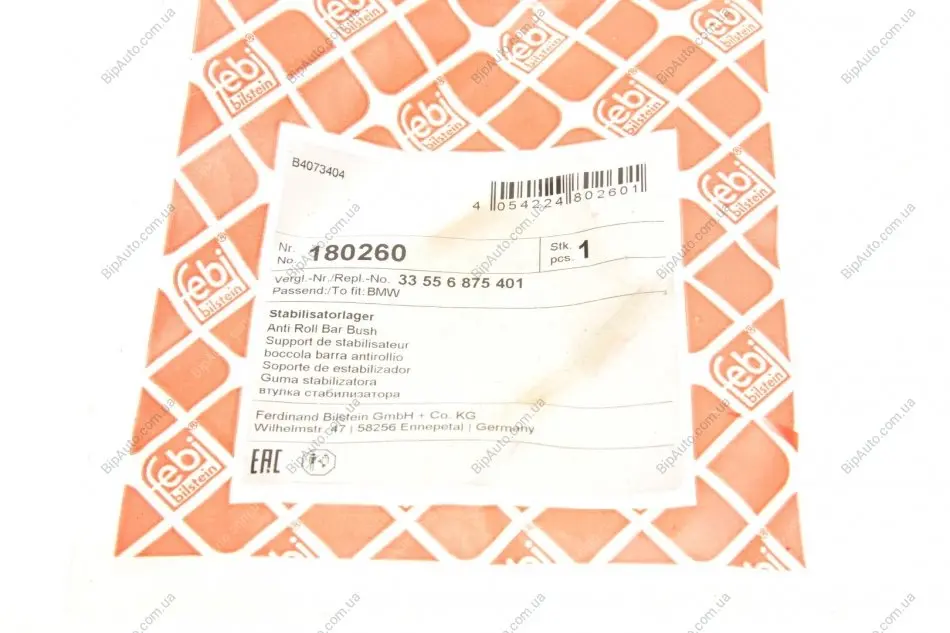 febi
bilstein
B4073404
4 054224 802601
Nr.
No. 180260
Stk.
pcs. 1
Vergl.-Nr./Repl.-No. 33 55 6 875 401
Passend:/To fit: BMW
Stabilisatorlager
Anti Roll Bar Bush
Support de stabilisateur
boccola barra antirollio
Soporte de estabilizador
Guma stabilizatora
втулка стабилизатора
Ferdinand Bilstein GmbH + Co. KG
Wilhelmstr. 47 | 58256 Ennepetal | Germany
EAC
BipAuto.com.ua